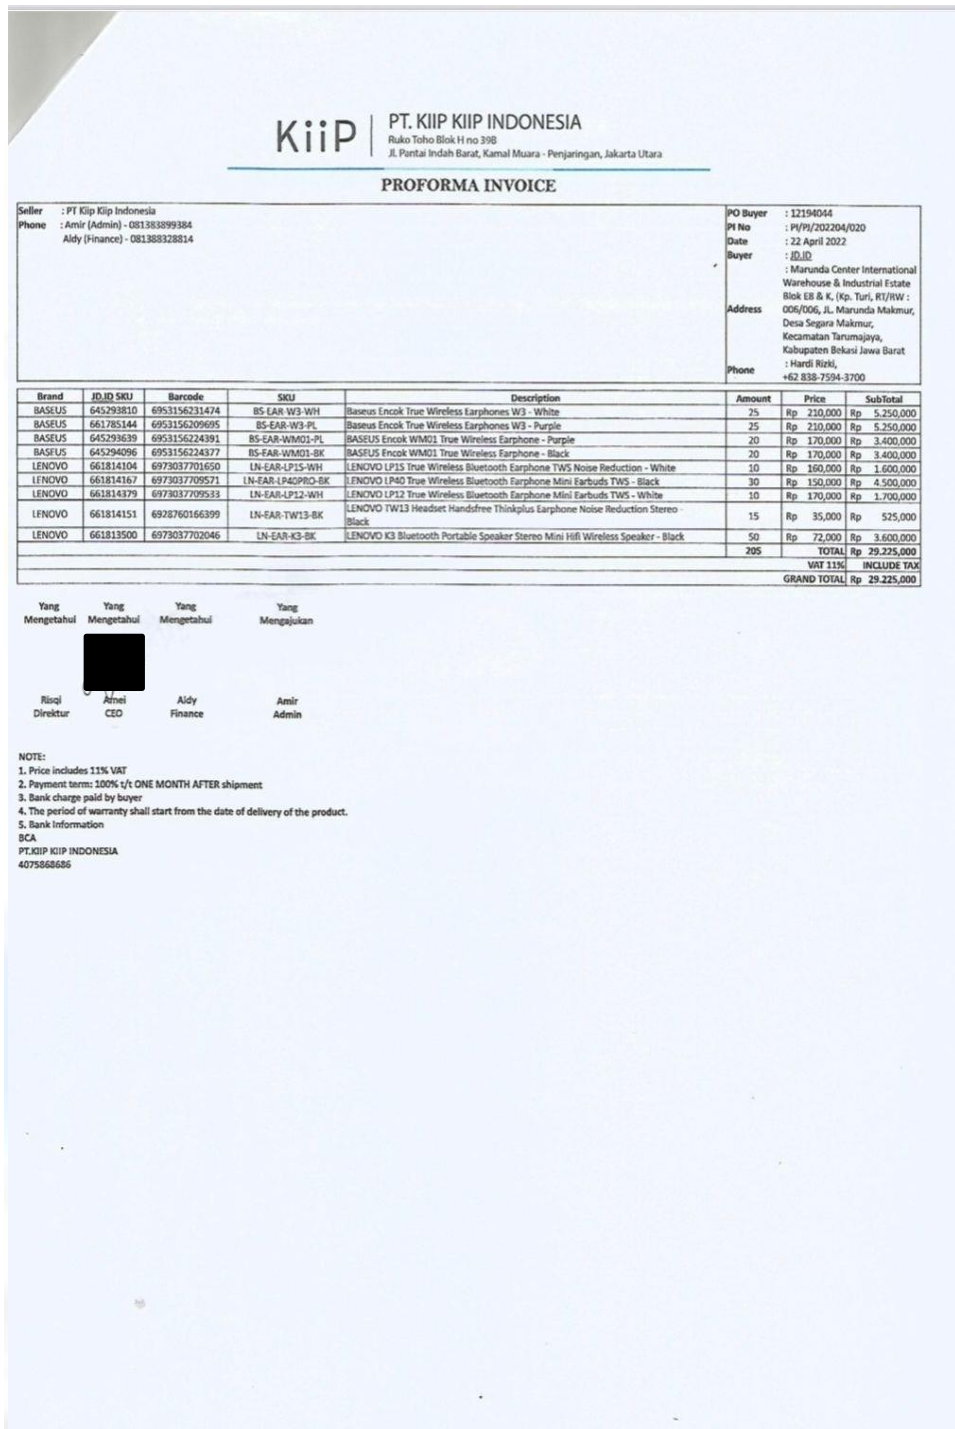 KiiP
PT. KIIP KIIP INDONESIA
Ruko Toho Blok H no 39B
Jl. Pantai Indah Barat, Kamal Muara - Penjaringan, Jakarta Utara
PROFORMA INVOICE
Seller : PT Kiip Kiip Indonesia
Phone : Amir (Admin) - 081383899384
Aldy (Finance) - 081388328814
PO Buyer : 12194044
PI No : PI/PJ/202204/020
Date : 22 April 2022
Buyer : JD.ID
Address : Marunda Center International
Warehouse & Industrial Estate
Blok E8 & K, (Kp. Turi, RT/RW :
006/006, JL. Marunda Makmur,
Desa Segara Makmur,
Kecamatan Tarumajaya,
Kabupaten Bekasi Jawa Barat
Phone : Hardi Rizki,
+62 838-7594-3700
Brand JD.ID SKU Barcode SKU Description Amount Price SubTotal
BASEUS 645293810 6953156231474 BS-EAR-W3-WH Baseus Encok True Wireless Earphones W3 - White 25 Rp 210,000 Rp 5.250,000
BASEUS 661785144 6953156209695 BS-EAR-W3-PL Baseus Encok True Wireless Earphones W3 - Purple 25 Rp 210,000 Rp 5.250,000
BASEUS 645293639 6953156224391 BS-EAR-WM01-PL BASEUS Encok WM01 True Wireless Earphone - Purple 20 Rp 170,000 Rp 3.400,000
BASEUS 645294096 6953156224377 BS-EAR-WM01-BK BASEUS Encok WM01 True Wireless Earphone - Black 20 Rp 170,000 Rp 3.400,000
LENOVO 661814104 6973037701650 LN-EAR-LP1S-WH LENOVO LP1S True Wireless Bluetooth Earphone TWS Noise Reduction - White 10 Rp 160,000 Rp 1.600,000
LENOVO 661814167 6973037709571 LN-EAR-LP40PRO-BK LENOVO LP40 True Wireless Bluetooth Earphone Mini Earbuds TWS - Black 30 Rp 150,000 Rp 4.500,000
LENOVO 661814379 6973037709533 LN-EAR-LP12-WH LENOVO LP12 True Wireless Bluetooth Earphone Mini Earbuds TWS - White 10 Rp 170,000 Rp 1.700,000
LENOVO 661814151 6928760166399 LN-EAR-TW13-BK LENOVO TW13 Headset Handsfree Thinkplus Earphone Noise Reduction Stereo - 15 Rp 35,000 Rp 525,000
Black
LENOVO 661813500 6973037702046 LN-EAR-K3-BK LENOVO K3 Bluetooth Portable Speaker Stereo Mini Hifi Wireless Speaker - Black 50 Rp 72,000 Rp 3.600,000
205 TOTAL Rp 29.225,000
VAT 11% INCLUDE TAX
GRAND TOTAL Rp 29.225,000
Yang Yang Yang Yang
Mengetahui Mengetahui Mengetahui Mengajukan
Risqi Afnei Aldy Amir
Direktur CEO Finance Admin
NOTE:
1. Price includes 11% VAT
2. Payment term: 100% t/t ONE MONTH AFTER shipment
3. Bank charge paid by buyer
4. The period of warranty shall start from the date of delivery of the product.
5. Bank Information
BCA
PT.KIIP KIIP INDONESIA
4075868686